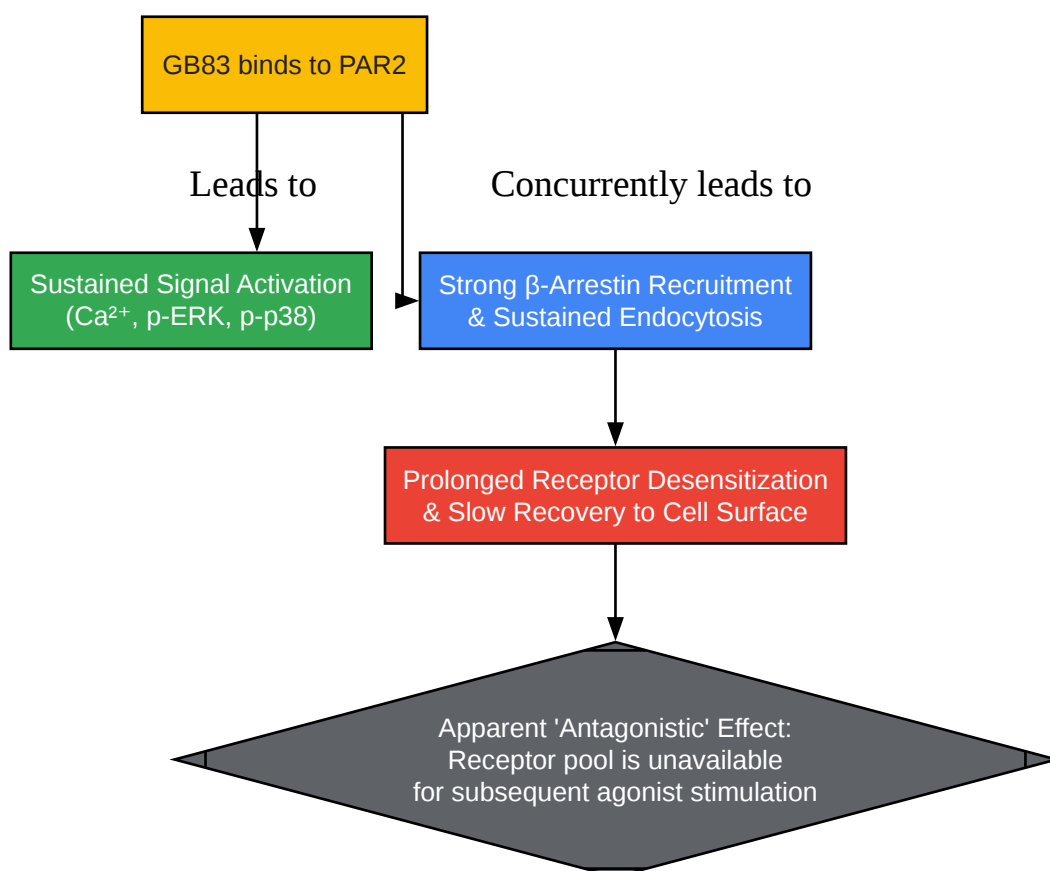 GB83 binds to PAR2
Leads to
Concurrently leads to
Sustained Signal Activation
(Ca²⁺, p-ERK, p-p38)
Strong β-Arrestin Recruitment
& Sustained Endocytosis
Prolonged Receptor Desensitization
& Slow Recovery to Cell Surface
Apparent 'Antagonistic' Effect:
Receptor pool is unavailable
for subsequent agonist stimulation